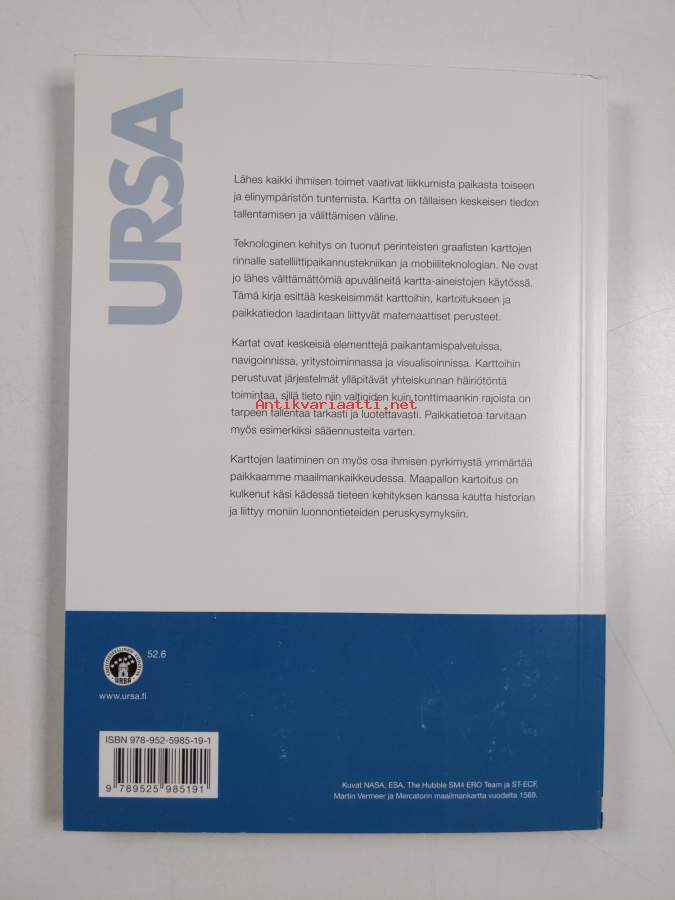 URSA
Lähes kaikki ihmisen toimet vaativat liikkumista paikasta toiseen
ja elinympäristön tuntemista. Kartta on tällaisen keskeisen tiedon
tallentamisen ja välittämisen väline.
Teknologinen kehitys on tuonut perinteisten graafisten karttojen
rinnalle satelliittipaikannustekniikan ja mobiiliteknologian. Ne ovat
jo lähes välttämättömiä apuvälineitä kartta-aineistojen käytössä.
Tämä kirja esittää keskeisimmät karttoihin, kartoitukseen ja
paikkatiedon laadintaan liittyvät matemaattiset perusteet.
Kartat ovat keskeisiä elementtejä paikantamispalveluissa,
navigoinnissa, yritystoiminnassa ja visualisoinnissa. Karttoihin
perustuvat järjestelmät ylläpitävät yhteiskunnan häiriötöntä
toimintaa, sillä tieto niin valtioiden kuin tonttimaankin rajoista on
Antikvariaatti.net
tarpeen tallentaa tarkasti ja luotettavasti. Paikkatietoa tarvitaan
myös esimerkiksi sääennusteita varten.
Karttojen laatiminen on myös osa ihmisen pyrkimystä ymmärtää
paikkaamme maailmankaikkeudessa. Maapallon kartoitus on
kulkenut käsi kädessä tieteen kehityksen kanssa kautta historian
ja liittyy moniin luonnontieteiden peruskysymyksiin.
52.6
URSA
www.ursa.fi
ISBN 978-952-5985-19-1
9 789525 985191
Kuvat NASA, ESA, The Hubble SM4 ERO Team ja ST-ECF,
Martin Vermeer ja Mercatorin maailmankartta vuodelta 1569.